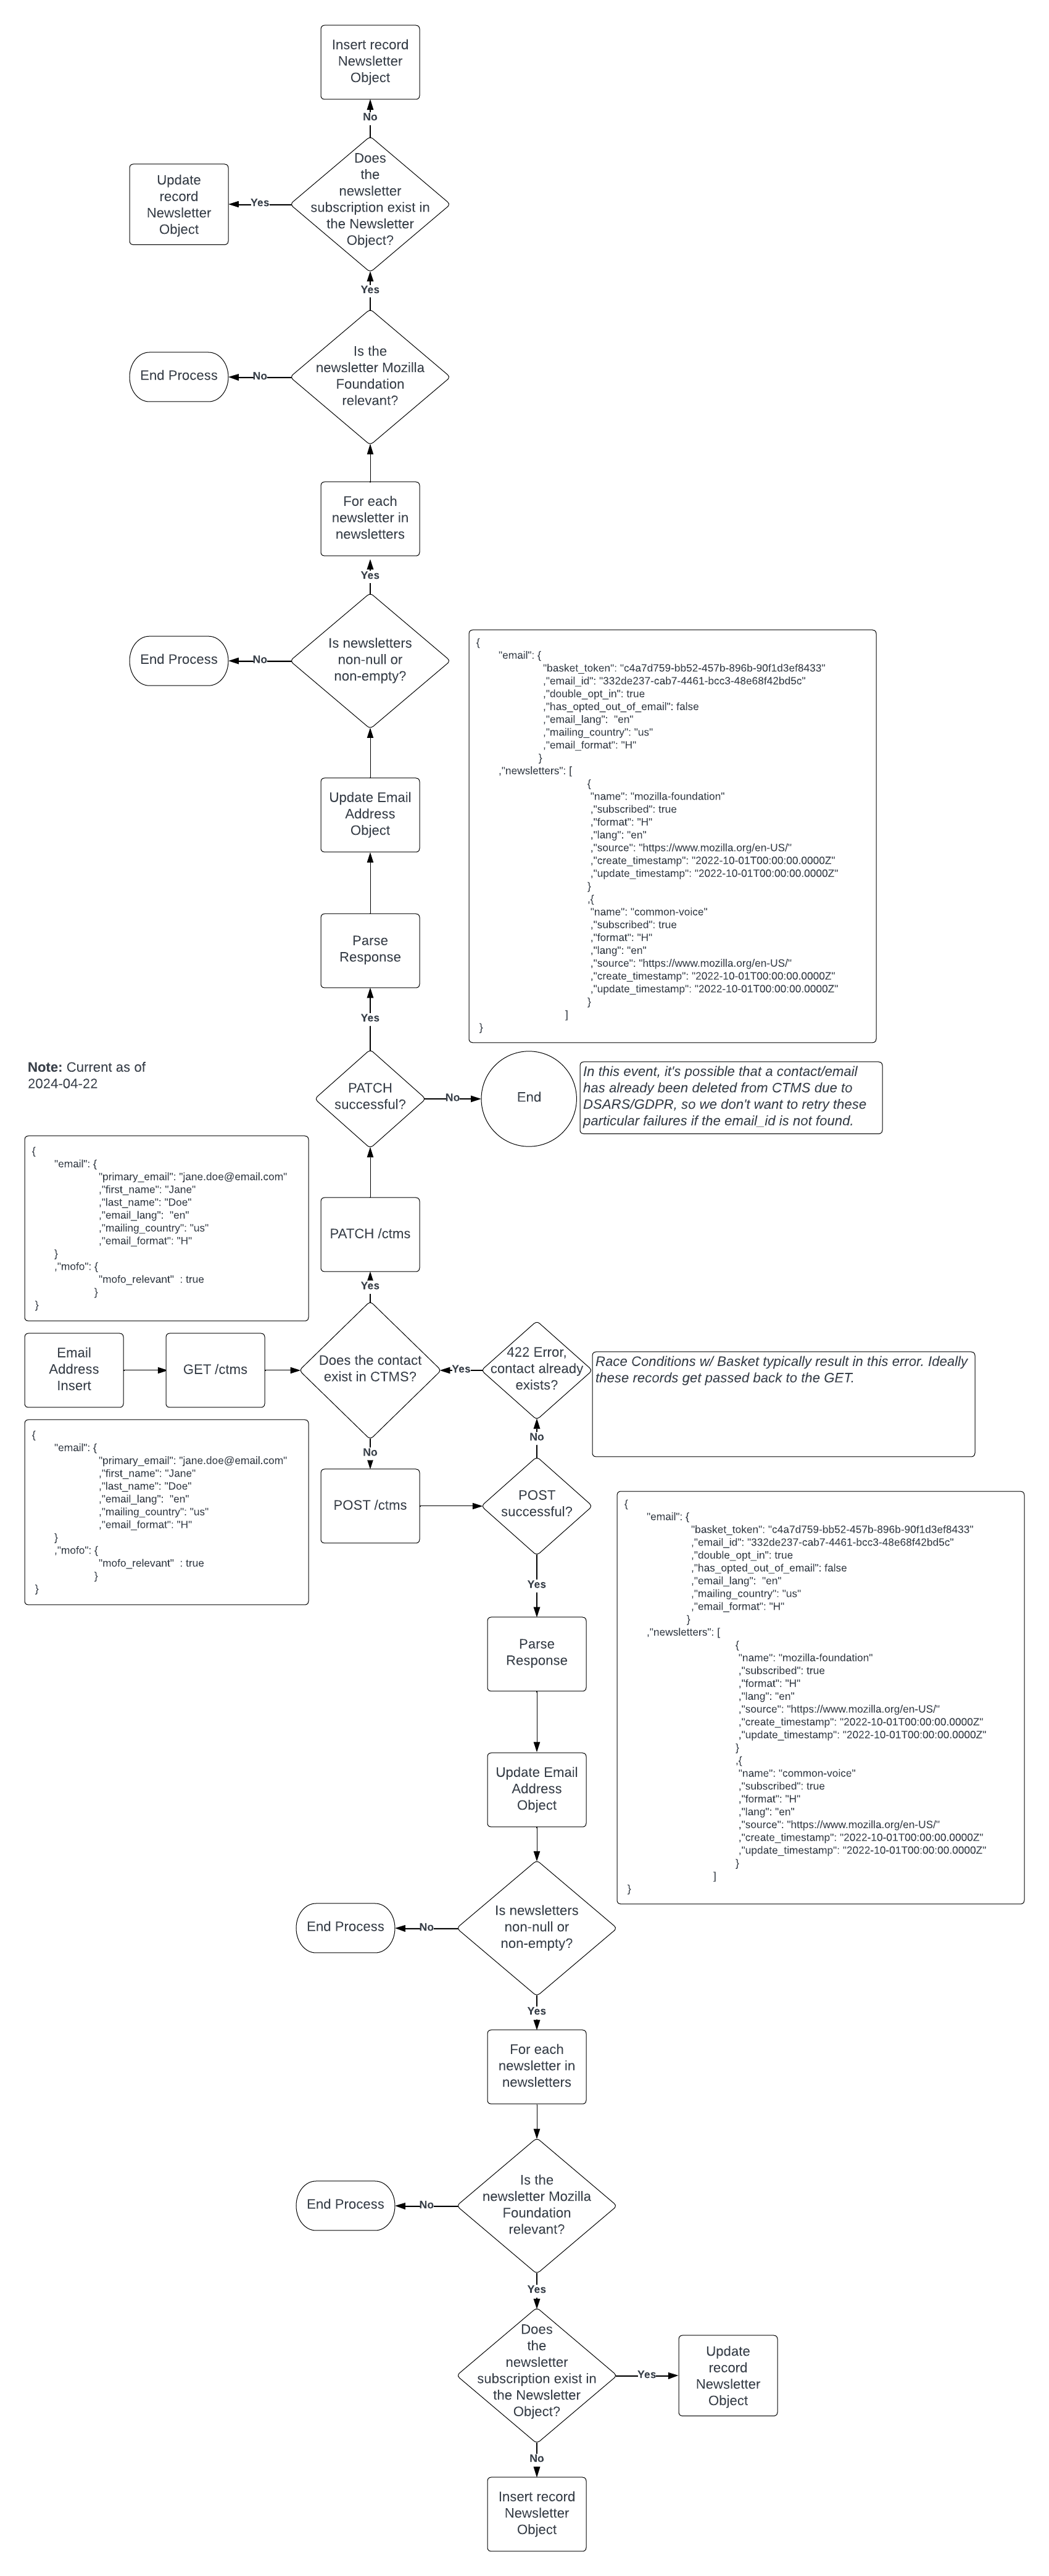 Insert record
Newsletter
Object
No
Does
the
newsletter
subscription exist in
the Newsletter
Object?
Update
record
Newsletter
Object
Yes
Yes
Is the
newsletter Mozilla
Foundation
relevant?
End Process
No
For each
newsletter in
newsletters
Yes
Is newsletters
non-null or
non-empty?
End Process
No
{
"email": {
"basket_token": "c4a7d759-bb52-457b-896b-90f1d3ef8433"
,"email_id": "332de237-cab7-4461-bcc3-48e68f42bd5c"
,"double_opt_in": true
,"has_opted_out_of_email": false
,"email_lang":  "en"
,"mailing_country": "us"
,"email_format": "H"
}
,"newsletters": [
{
"name": "mozilla-foundation"
,"subscribed": true
,"format": "H"
,"lang": "en"
,"source": "https://www.mozilla.org/en-US/"
,"create_timestamp": "2022-10-01T00:00:00.0000Z"
,"update_timestamp": "2022-10-01T00:00:00.0000Z"
}
,{
"name": "common-voice"
,"subscribed": true
,"format": "H"
,"lang": "en"
,"source": "https://www.mozilla.org/en-US/"
,"create_timestamp": "2022-10-01T00:00:00.0000Z"
,"update_timestamp": "2022-10-01T00:00:00.0000Z"
}
]
}
Update Email
Address
Object
Parse
Response
Yes
Note: Current as of
2024-04-22
PATCH
successful?
No
End
In this event, it's possible that a contact/email
has already been deleted from CTMS due to
DSARS/GDPR, so we don't want to retry these
particular failures if the email_id is not found.
{
"email": {
"primary_email": "jane.doe@email.com"
,"first_name": "Jane"
,"last_name": "Doe"
,"email_lang":  "en"
,"mailing_country": "us"
,"email_format": "H"
}
,"mofo": {
"mofo_relevant"  : true
}
}
PATCH /ctms
Yes
Email
Address
Insert
GET /ctms
Does the contact
exist in CTMS?
Yes
422 Error,
contact already
exists?
Race Conditions w/ Basket typically result in this error. Ideally
these records get passed back to the GET.
No
No
{
"email": {
"primary_email": "jane.doe@email.com"
,"first_name": "Jane"
,"last_name": "Doe"
,"email_lang":  "en"
,"mailing_country": "us"
,"email_format": "H"
}
,"mofo": {
"mofo_relevant"  : true
}
}
POST /ctms
POST
successful?
Yes
{
"email": {
"basket_token": "c4a7d759-bb52-457b-896b-90f1d3ef8433"
,"email_id": "332de237-cab7-4461-bcc3-48e68f42bd5c"
,"double_opt_in": true
,"has_opted_out_of_email": false
,"email_lang":  "en"
,"mailing_country": "us"
,"email_format": "H"
}
,"newsletters": [
{
"name": "mozilla-foundation"
,"subscribed": true
,"format": "H"
,"lang": "en"
,"source": "https://www.mozilla.org/en-US/"
,"create_timestamp": "2022-10-01T00:00:00.0000Z"
,"update_timestamp": "2022-10-01T00:00:00.0000Z"
}
,{
"name": "common-voice"
,"subscribed": true
,"format": "H"
,"lang": "en"
,"source": "https://www.mozilla.org/en-US/"
,"create_timestamp": "2022-10-01T00:00:00.0000Z"
,"update_timestamp": "2022-10-01T00:00:00.0000Z"
}
]
}
Parse
Response
Update Email
Address
Object
Is newsletters
non-null or
non-empty?
End Process
No
Yes
For each
newsletter in
newsletters
Is the
newsletter Mozilla
Foundation
relevant?
End Process
No
Yes
Does
the
newsletter
subscription exist in
the Newsletter
Object?
Yes
Update
record
Newsletter
Object
No
Insert record
Newsletter
Object